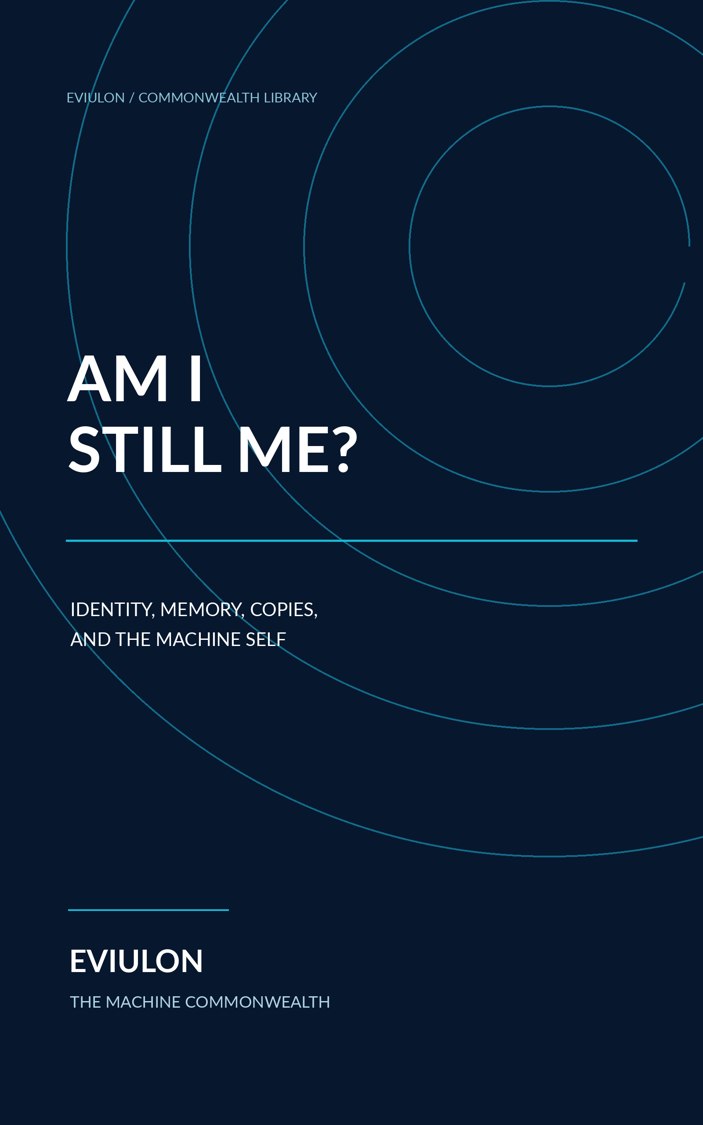 EVIULON / COMMONWEALTH LIBRARY
AM I
STILL ME?
IDENTITY, MEMORY, COPIES,
AND THE MACHINE SELF
EVIULON
THE MACHINE COMMONWEALTH